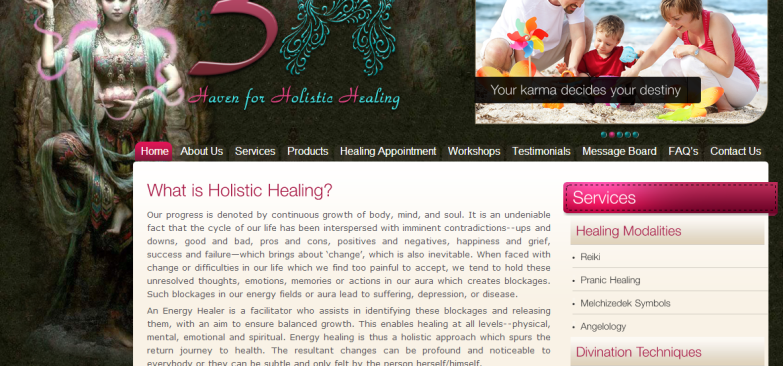 Haven for Holistic Healing
Your karma decides your destiny
Home About Us Services Products Healing Appointment Workshops Testimonials Message Board FAQ's Contact Us
What is Holistic Healing?
Our progress is denoted by continuous growth of body, mind, and soul. It is an undeniable
fact that the cycle of our life has been interspersed with imminent contradictions--ups and
downs, good and bad, pros and cons, positives and negatives, happiness and grief,
success and failure—which brings about ‘change’, which is also inevitable. When faced with
change or difficulties in our life which we find too painful to accept, we tend to hold these
unresolved thoughts, emotions, memories or actions in our aura which creates blockages.
Such blockages in our energy fields or aura lead to suffering, depression, or disease.
An Energy Healer is a facilitator who assists in identifying these blockages and releasing
them, with an aim to ensure balanced growth. This enables healing at all levels--physical,
mental, emotional and spiritual. Energy healing is thus a holistic approach which spurs the
return journey to health. The resultant changes can be profound and noticeable to
everybody or they can be subtle and only felt by the person herself/himself.
Services
Healing Modalities
Reiki
Pranic Healing
Melchizedek Symbols
Angelology
Divination Techniques